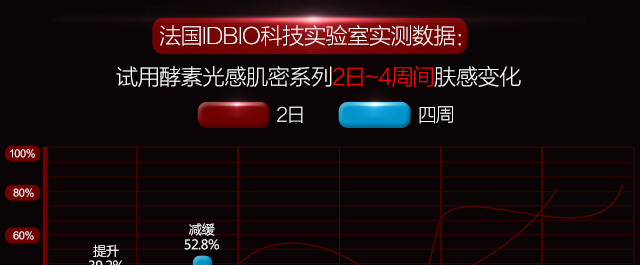 法国IDBIO科技实验室实测数据:
试用酵素光感肌密系列2日~4周间肤感变化
2日
四周
100%
80%
60%
减缓
52.8%
提升